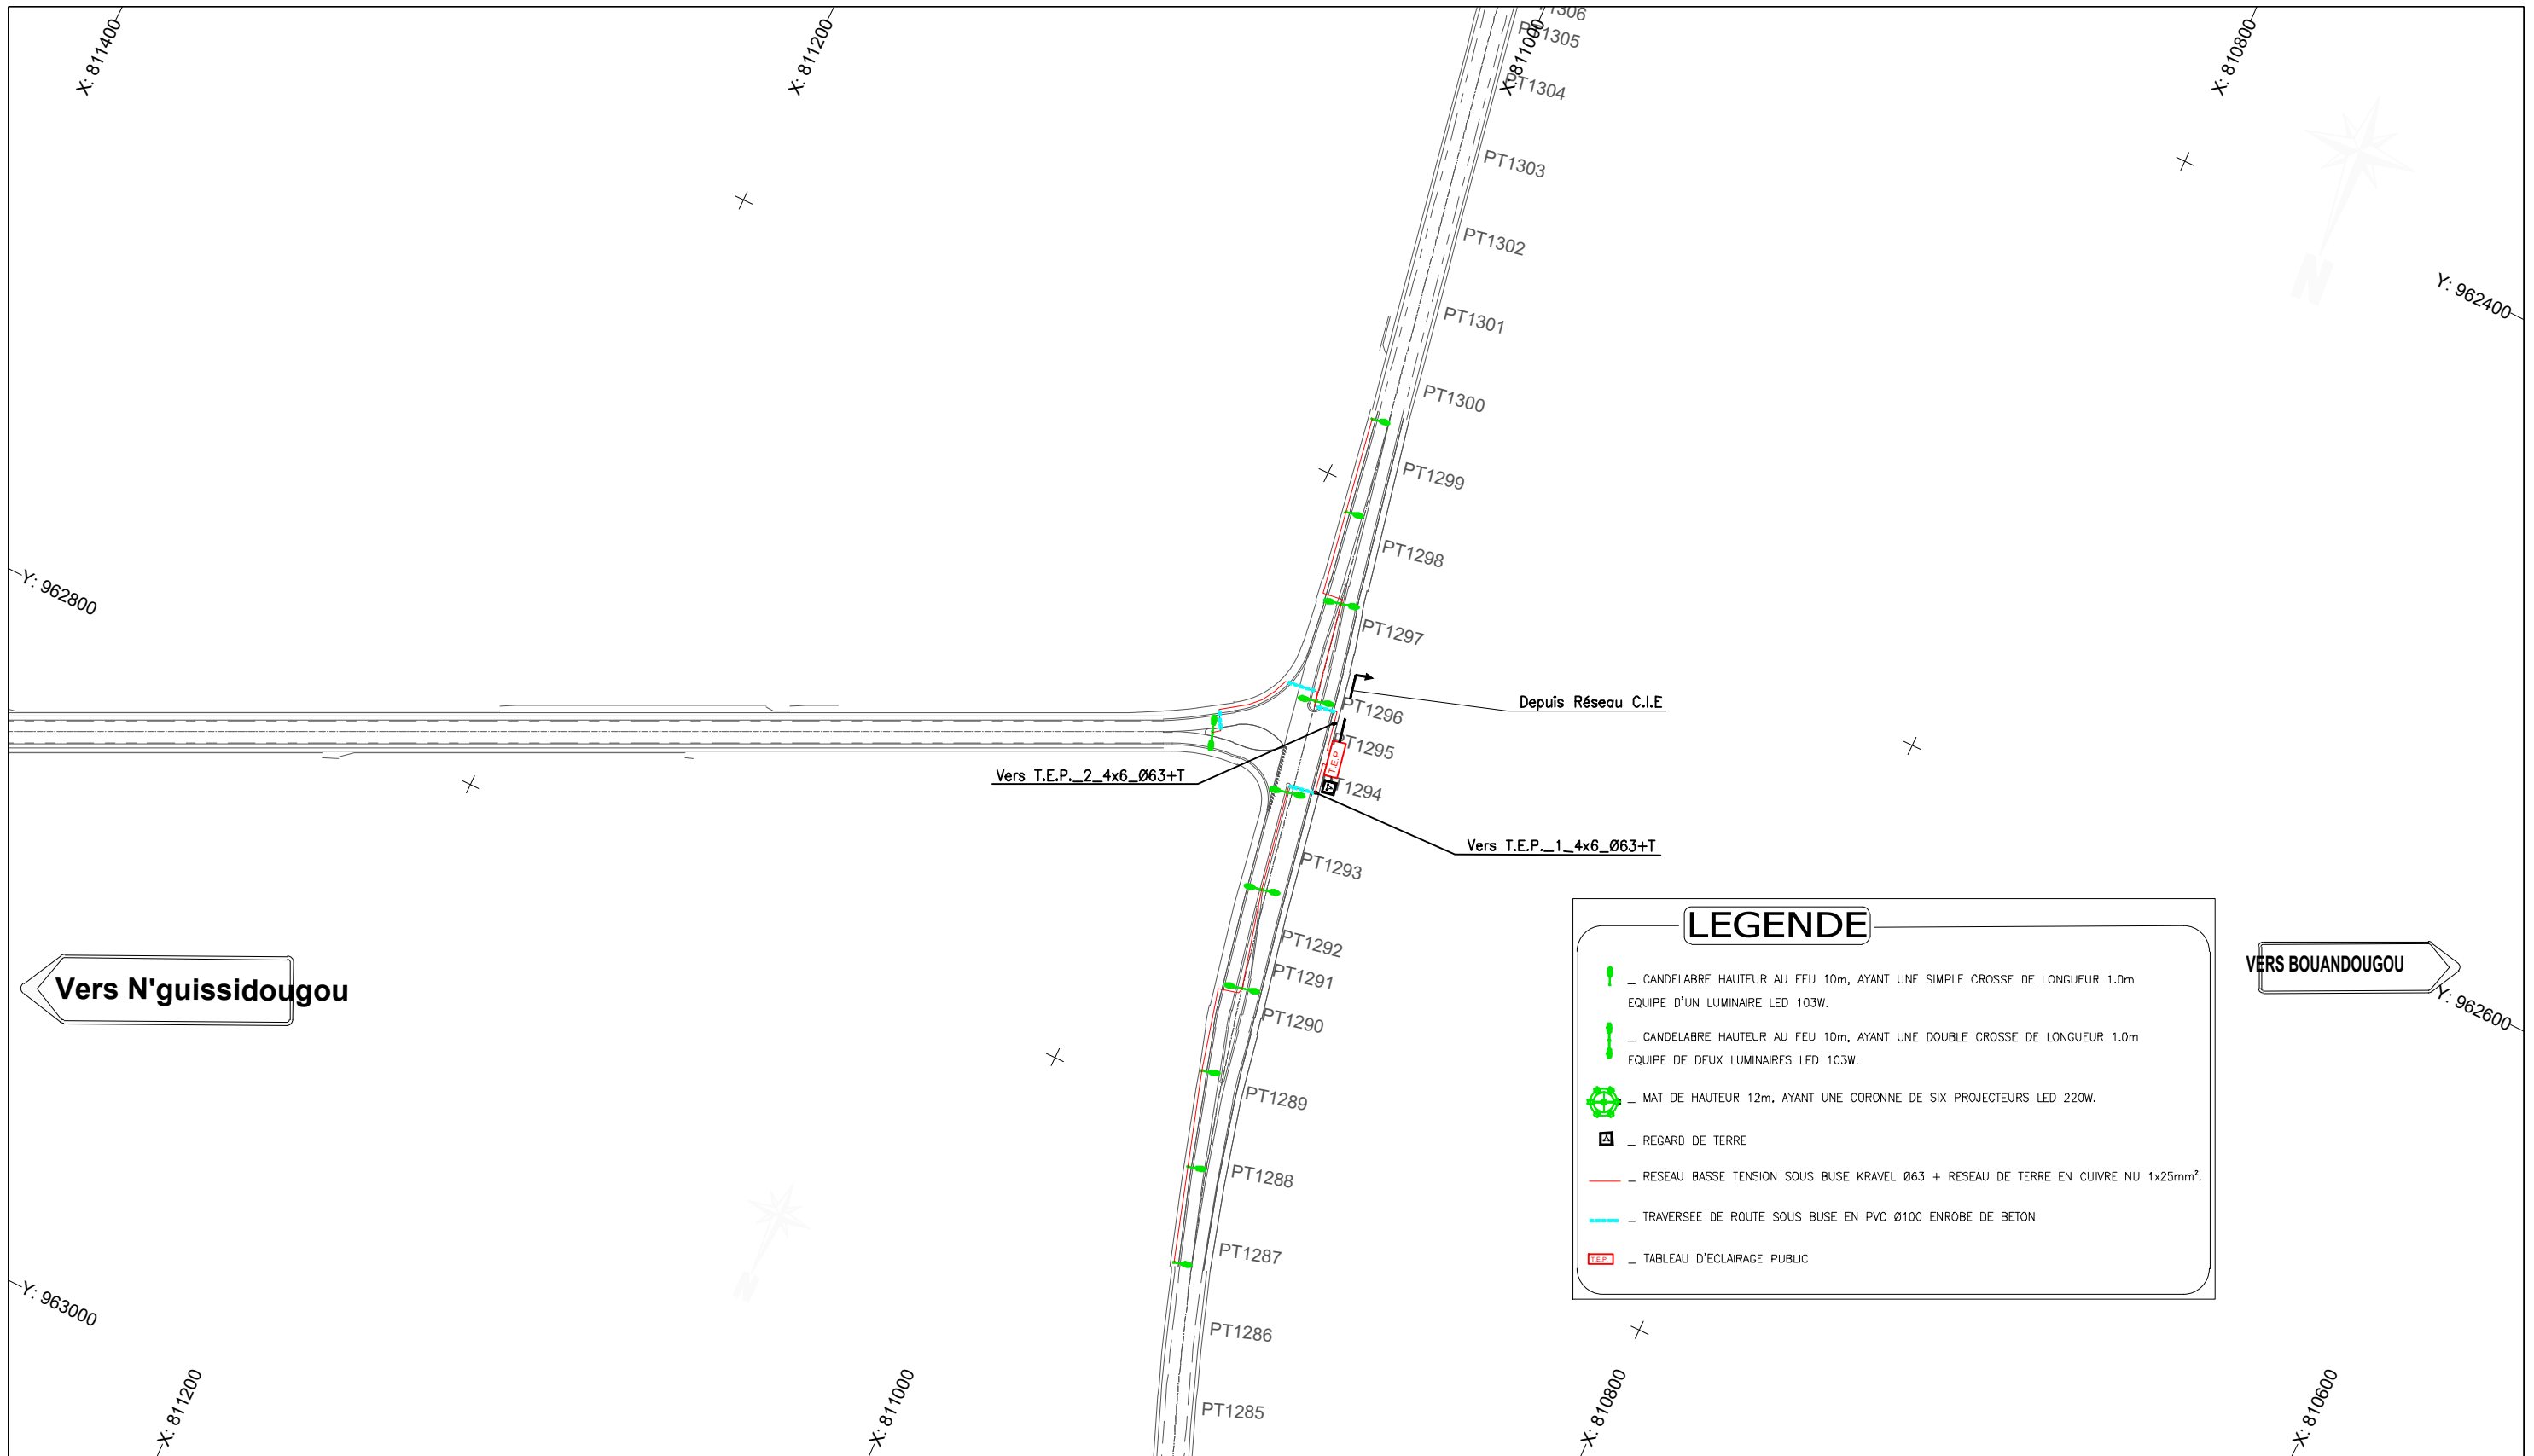 X: 811400
X: 811200
X: 811000
X: 810800
PT1305
PT1304
PT1303
PT1302
Y: 962400
PT1301
PT1300
PT1299
PT1298
Y: 962800
PT1297
Depuis Réseau C.I.E
PT1296
PT1295
T.E.P.
Vers T.E.P._2_4x6_Ø63+T
Vers T.E.P._1_4x6_Ø63+T
PT1293
PT1292
PT1291
PT1290
PT1289
PT1288
PT1287
PT1286
PT1285
Vers N'guissidougou
VERS BOUANDOUGOU
Y: 962600
LEGENDE
_ CANDELABRE HAUTEUR AU FEU 10m, AYANT UNE SIMPLE CROSSE DE LONGUEUR 1.0m
EQUIPE D'UN LUMINAIRE LED 103W.
_ CANDELABRE HAUTEUR AU FEU 10m, AYANT UNE DOUBLE CROSSE DE LONGUEUR 1.0m
EQUIPE DE DEUX LUMINAIRES LED 103W.
_ MAT DE HAUTEUR 12m, AYANT UNE CORONNE DE SIX PROJECTEURS LED 220W.
_ REGARD DE TERRE
_ RESEAU BASSE TENSION SOUS BUSE KRAVEL Ø63 + RESEAU DE TERRE EN CUIVRE NU 1x25mm².
_ TRAVERSEE DE ROUTE SOUS BUSE EN PVC Ø100 ENROBE DE BETON
T.E.P. _ TABLEAU D'ECLAIRAGE PUBLIC
N
N
Y: 963000
X: 811200
X: 811000
X: 810800
X: 810600